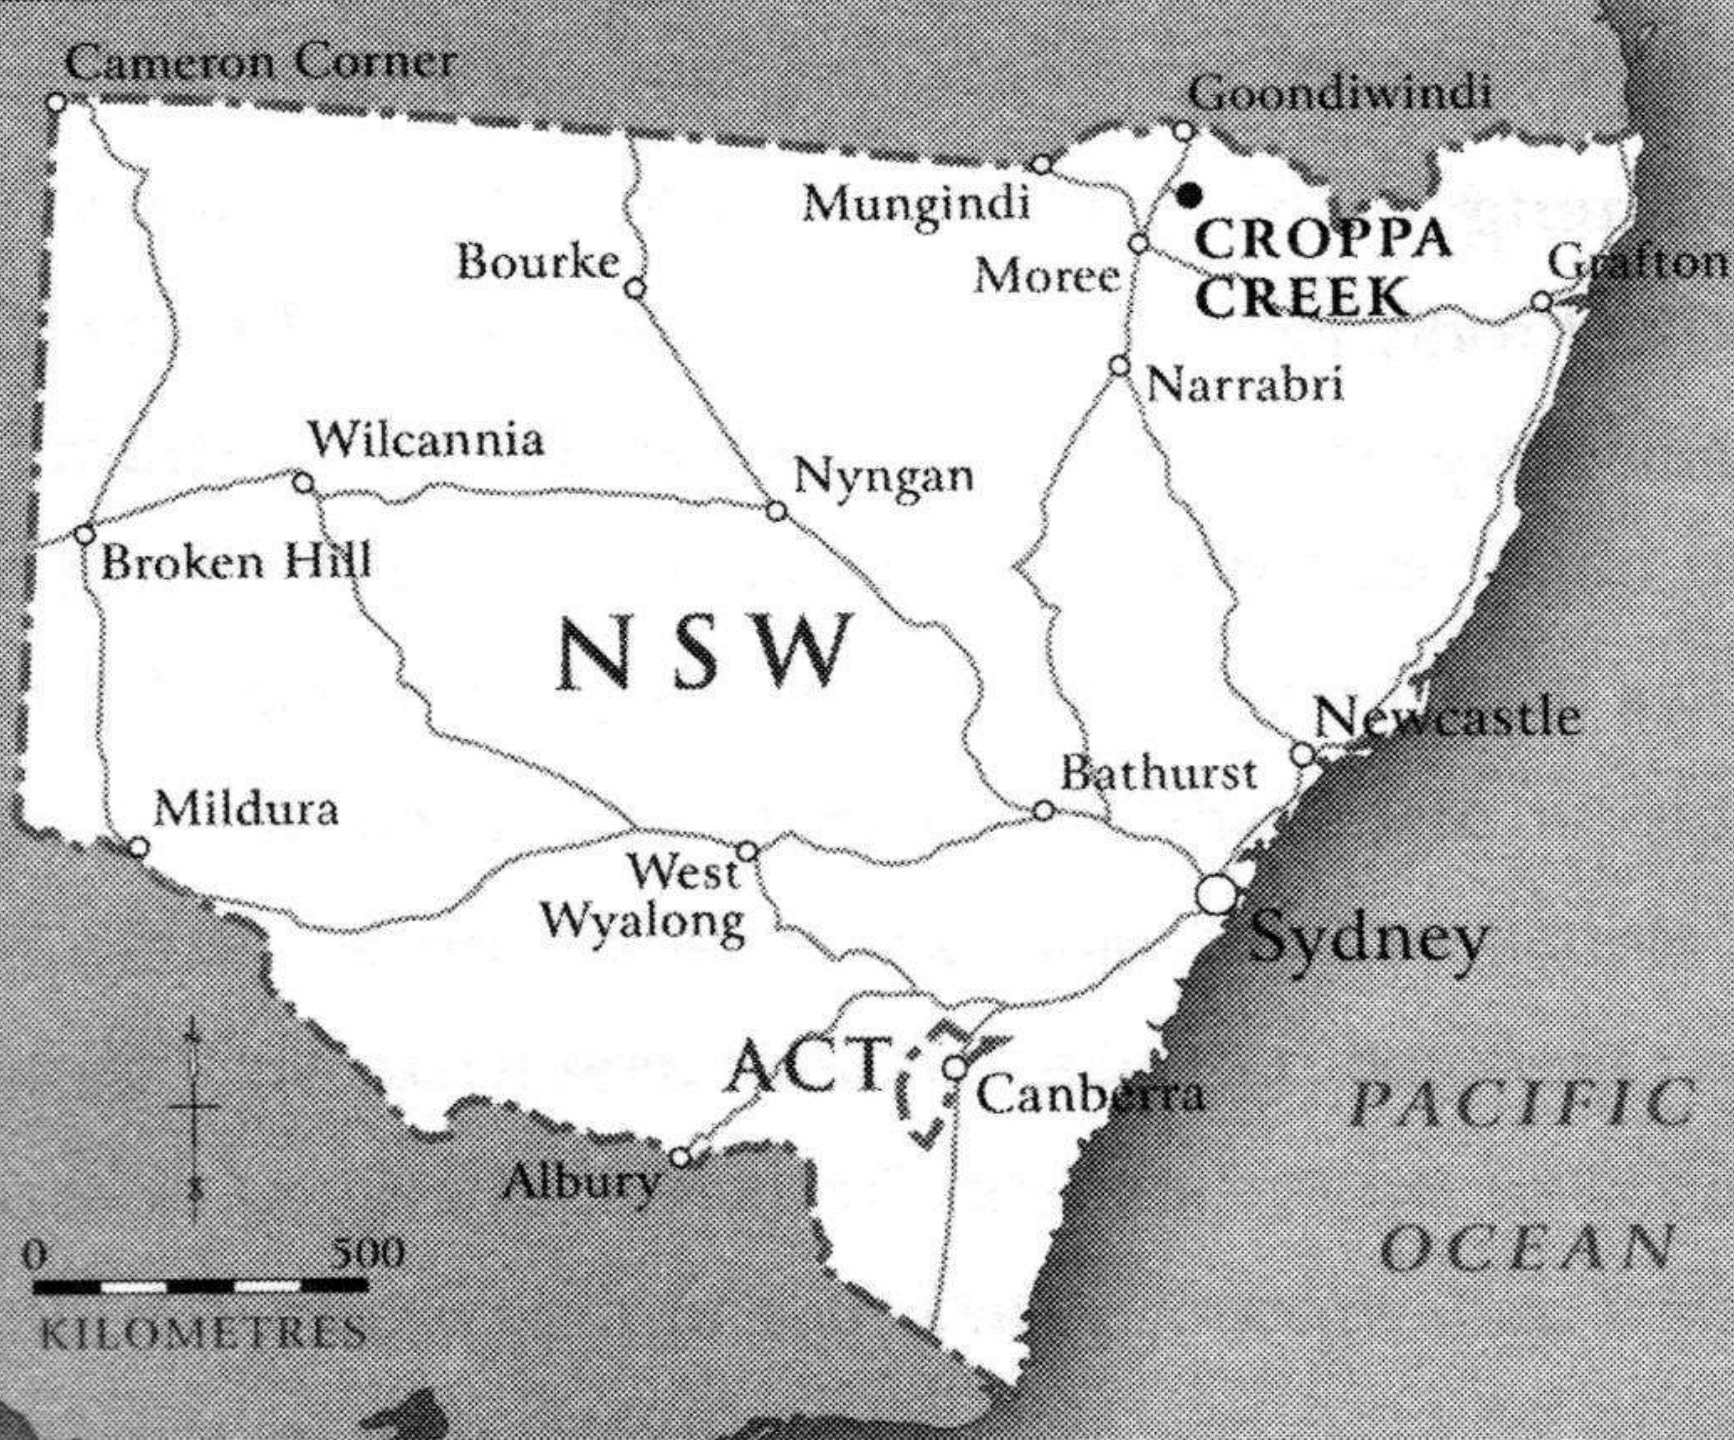 Cameron Corner
Goondiwindi
Mungindi
CROPPA
CREEK
Bourke
Moree
Grafton
Narrabri
Wilcannia
Nyngan
Broken Hill
NSW
Newcastle
Bathurst
Mildura
West
Wyalong
Sydney
ACT
Canberra
PACIFIC
OCEAN
Albury
0 500
KILOMETRES